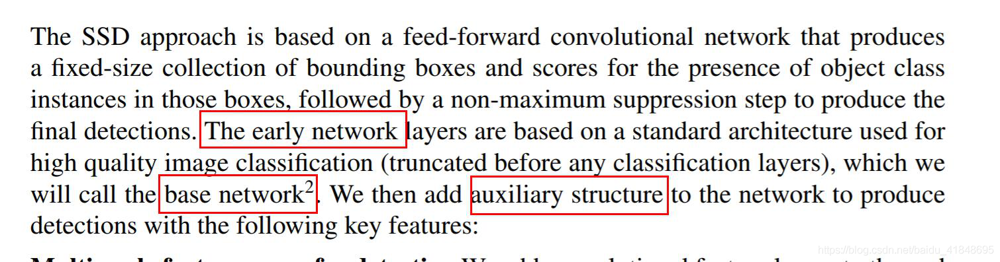 The SSD approach is based on a feed-forward convolutional network that produces
a fixed-size collection of bounding boxes and scores for the presence of object class
instances in those boxes, followed by a non-maximum suppression step to produce the
final detections. The early network layers are based on a standard architecture used for
high quality image classification (truncated before any classification layers), which we
will call the base network². We then add auxiliary structure to the network to produce
detections with the following key features:
https://blog.csdn.net/baidu_41848695